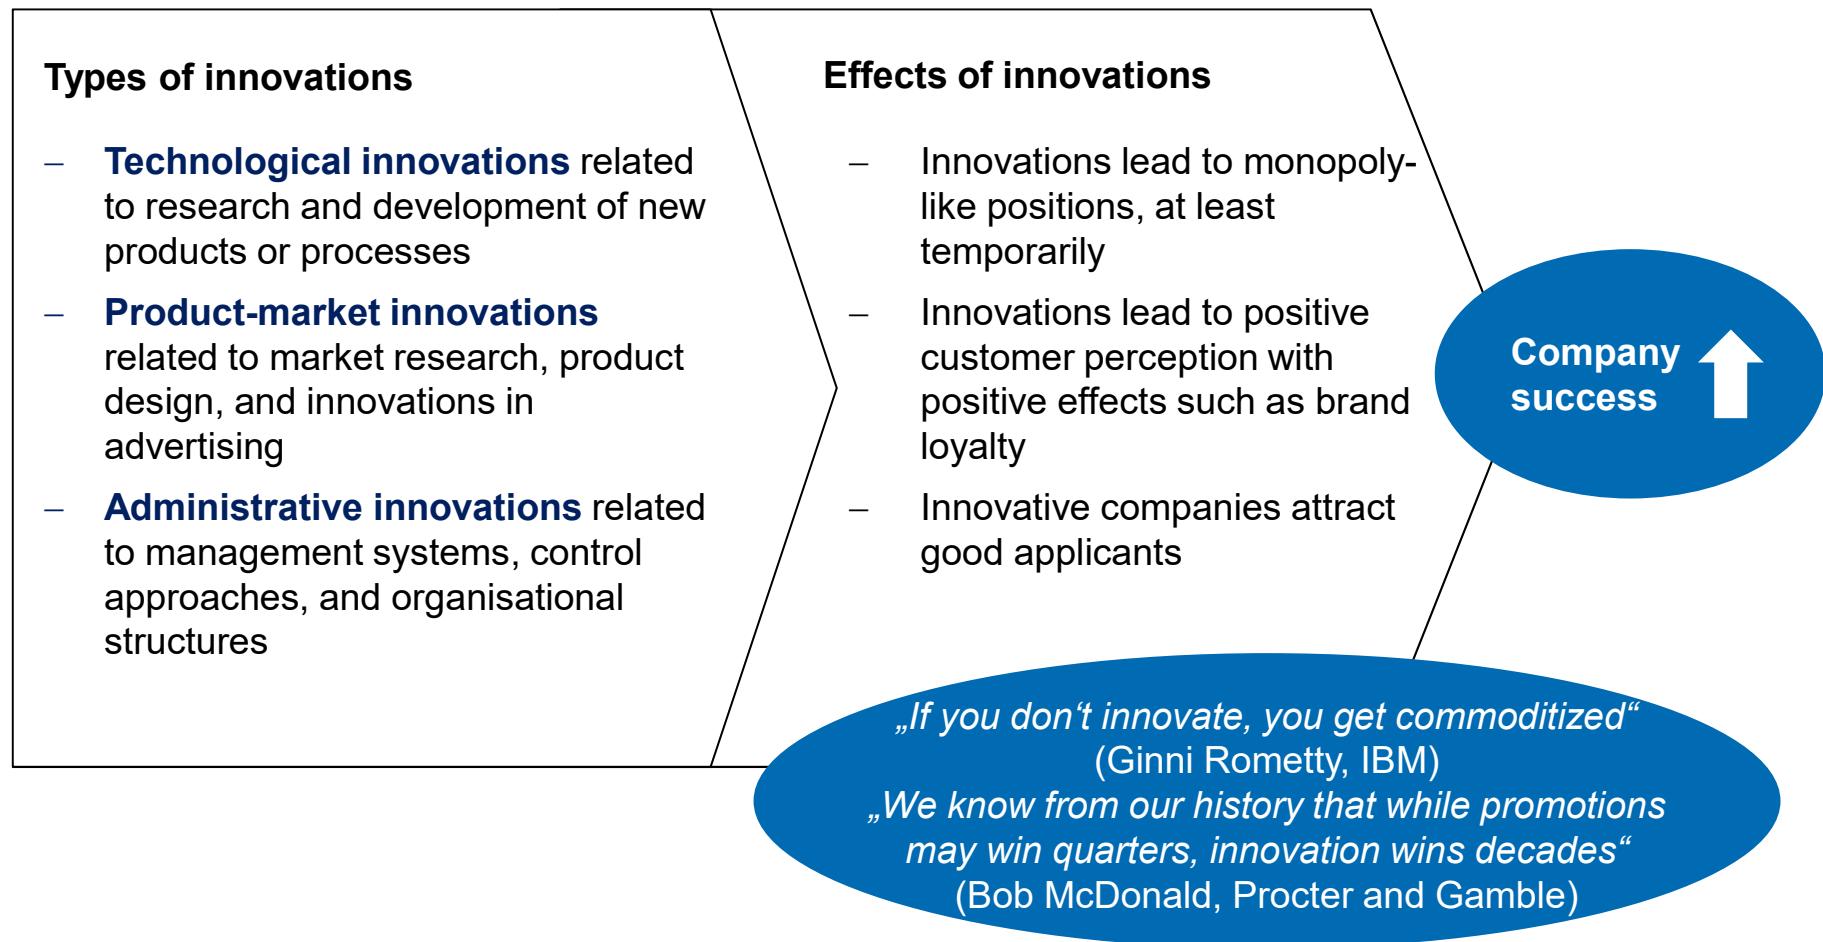 Types of innovations
– Technological innovations related
to research and development of new
products or processes
– Product-market innovations
related to market research, product
design, and innovations in
advertising
– Administrative innovations related
to management systems, control
approaches, and organisational
structures
Effects of innovations
– Innovations lead to monopoly-
like positions, at least
temporarily
– Innovations lead to positive
customer perception with
positive effects such as brand
loyalty
– Innovative companies attract
good applicants
Company
success
„If you don‘t innovate, you get commoditized“
(Ginni Rometty, IBM)
„We know from our history that while promotions
may win quarters, innovation wins decades“
(Bob McDonald, Procter and Gamble)